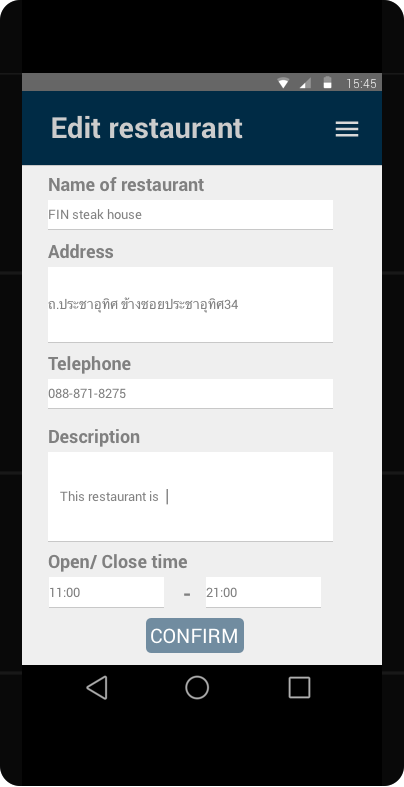 15:45
Edit restaurant
Name of restaurant
FIN steak house
Address
ถ.ประชาอุทิศ ข้างซอยประชาอุทิศ34
Telephone
088-871-8275
Description
This restaurant is |
Open/ Close time
11:00 - 21:00
CONFIRM